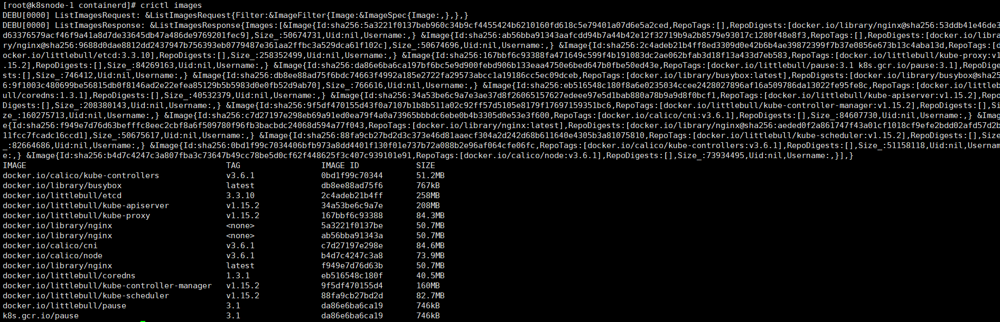 [root@k8snode-1 containerd]# crictl images
DEBU[0000] ListImagesRequest: &ListImagesRequest{Filter:&ImageFilter{Image:&ImageSpec{Image:,},},}
DEBU[0000] ListImagesResponse: &ListImagesResponse{Images:[&Image{Id:sha256:5a3221f0137beb960c34b9cf4455424b6210160fd618c5e79401a07d6e5a2ced,RepoTags:[],RepoDigests:[docker.io/library/nginx@sha256:53ddb41e46de3
d63376579acf46f9a41a8d7de33645db47a486de9769201fec9],Size_:50674731,Uid:nil,Username:,} &Image{Id:sha256:ab56bba91343aafcdd94b7a44b42e12f32719b9a2b8579e93017c1280f48e8f3,RepoTags:[],RepoDigests:[docker.io/libra
ry/nginx@sha256:9688d0dae8812dd2437947b756393eb0779487e361aa2ffbc3a529dca61f102c],Size_:50674696,Uid:nil,Username:,} &Image{Id:sha256:2c4adeb21b4ff8ed3309d0e42b6b4ae39872399f7b37e0856e673b13c4aba13d,RepoTags:[d
ocker.io/littlebull/etcd:3.3.10],RepoDigests:[],Size_:258352499,Uid:nil,Username:,} &Image{Id:sha256:167bbf6c93388fa471649c599f4b191083dc2ae062bfab3d18f13a433d7eb583,RepoTags:[docker.io/littlebull/kube-proxy:v1
.15.2],RepoDigests:[],Size_:84269163,Uid:nil,Username:,} &Image{Id:sha256:da86e6ba6ca197bf6bc5e9d900febd906b133eaa4750e6bed647b0fbe50ed43e,RepoTags:[docker.io/littlebull/pause:3.1 k8s.gcr.io/pause:3.1],RepoDige
sts:[],Size_:746412,Uid:nil,Username:,} &Image{Id:sha256:db8ee88ad75f6bdc74663f4992a185e2722fa29573abcc1a19186cc5ec09dceb,RepoTags:[docker.io/library/busybox:latest],RepoDigests:[docker.io/library/busybox@sha25
6:9f1003c480699be56815db0f8146ad2e22efea85129b5b5983d0e0fb52d9ab70],Size_:766616,Uid:nil,Username:,} &Image{Id:sha256:eb516548c180f8a6e0235034ccee2428027896af16a509786da13022fe95fe8c,RepoTags:[docker.io/littleb
ull/coredns:1.3.1],RepoDigests:[],Size_:40532379,Uid:nil,Username:,} &Image{Id:sha256:34a53be6c9a7e3ae37d8f26065157627edeee97e5d1bab880a78b9a9d8f0bcf1,RepoTags:[docker.io/littlebull/kube-apiserver:v1.15.2],Repo
Digests:[],Size_:208380143,Uid:nil,Username:,} &Image{Id:sha256:9f5df470155d43f0a7107b1b8b511a02c92ff57d5105e8179f17697159351bc6,RepoTags:[docker.io/littlebull/kube-controller-manager:v1.15.2],RepoDigests:[],Si
ze_:160275713,Uid:nil,Username:,} &Image{Id:sha256:c7d27197e298eb69a91ed0ea79f4a0a73965bbbdc6ebe0b4b3305d0e53e3f600,RepoTags:[docker.io/calico/cni:v3.6.1],RepoDigests:[],Size_:84607730,Uid:nil,Username:,} &Imag
e{Id:sha256:f949e7d76d63befffc8eec2cbf8a6f509780f96fb3bacbdc24068d594a77f043,RepoTags:[docker.io/library/nginx:latest],RepoDigests:[docker.io/library/nginx@sha256:aeded0f2a861747f43a01cf1018cf9efe2bdd02afd57d2b
11fcc7fcadc16ccd1],Size_:50675617,Uid:nil,Username:,} &Image{Id:sha256:88fa9cb27bd2d3c373e46d81aaecf304a2d242d68b611640e4305b3a81075810,RepoTags:[docker.io/littlebull/kube-scheduler:v1.15.2],RepoDigests:[],Size
_:82664686,Uid:nil,Username:,} &Image{Id:sha256:0bd1f99c7034406bfb973a8dd4401f130f01e737b72a088b2e96af064cfe06fc,RepoTags:[docker.io/calico/kube-controllers:v3.6.1],RepoDigests:[],Size_:51158118,Uid:nil,Usernam
e:,} &Image{Id:sha256:b4d7c4247c3a807fba3c73647b49cc78be5d0cf62f448625f3c407c939101e91,RepoTags:[docker.io/calico/node:v3.6.1],RepoDigests:[],Size_:73934495,Uid:nil,Username:,}],}
IMAGE TAG IMAGE ID SIZE
docker.io/calico/kube-controllers v3.6.1 0bd1f99c70344 51.2MB
docker.io/library/busybox latest db8ee88ad75f6 767kB
docker.io/littlebull/etcd 3.3.10 2c4adeb21b4ff 258MB
docker.io/littlebull/kube-apiserver v1.15.2 34a53be6c9a7e 208MB
docker.io/littlebull/kube-proxy v1.15.2 167bbf6c93388 84.3MB
docker.io/library/nginx <none> 5a3221f0137be 50.7MB
docker.io/library/nginx <none> ab56bba91343a 50.7MB
docker.io/calico/cni v3.6.1 c7d27197e298e 84.6MB
docker.io/calico/node v3.6.1 b4d7c4247c3a8 73.9MB
docker.io/library/nginx latest f949e7d76d63b 50.7MB
docker.io/littlebull/coredns 1.3.1 eb516548c180f 40.5MB
docker.io/littlebull/kube-controller-manager v1.15.2 9f5df470155d4 160MB
docker.io/littlebull/kube-scheduler v1.15.2 88fa9cb27bd2d 82.7MB
docker.io/littlebull/pause 3.1 da86e6ba6ca19 746kB
k8s.gcr.io/pause 3.1 da86e6ba6ca19 746kB